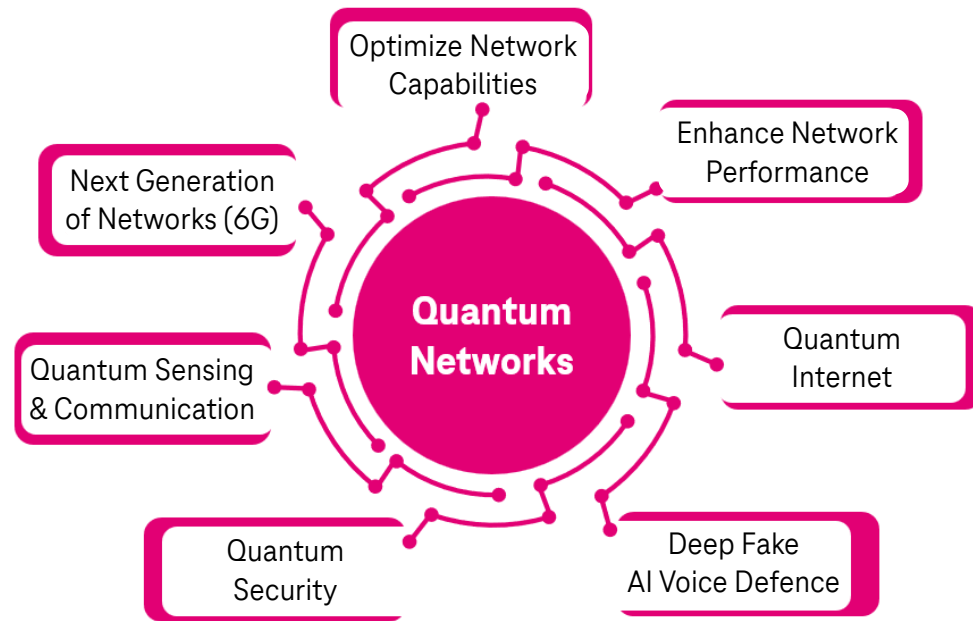 Optimize Network
Capabilities
Enhance Network
Performance
Next Generation
of Networks (6G)
Quantum
Networks
Quantum
Internet
Quantum Sensing
& Communication
Quantum
Security
Deep Fake
AI Voice Defence